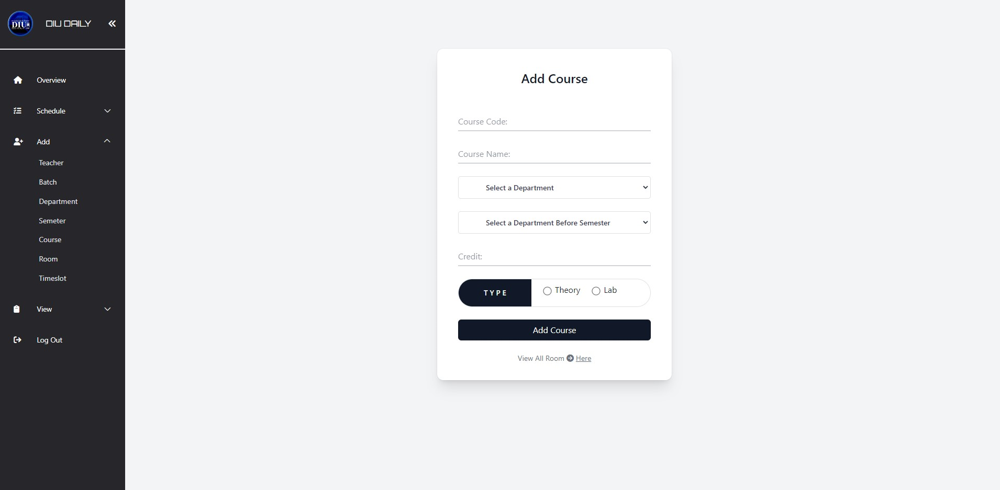 DIU
DIU DAILY
Overview
Schedule
Add
Teacher
Batch
Department
Semeter
Course
Room
Timeslot
View
Log Out
Add Course
Course Code:
Course Name:
Select a Department
Select a Department Before Semester
Credit:
TYPE
Theory
Lab
Add Course
View All Room Here